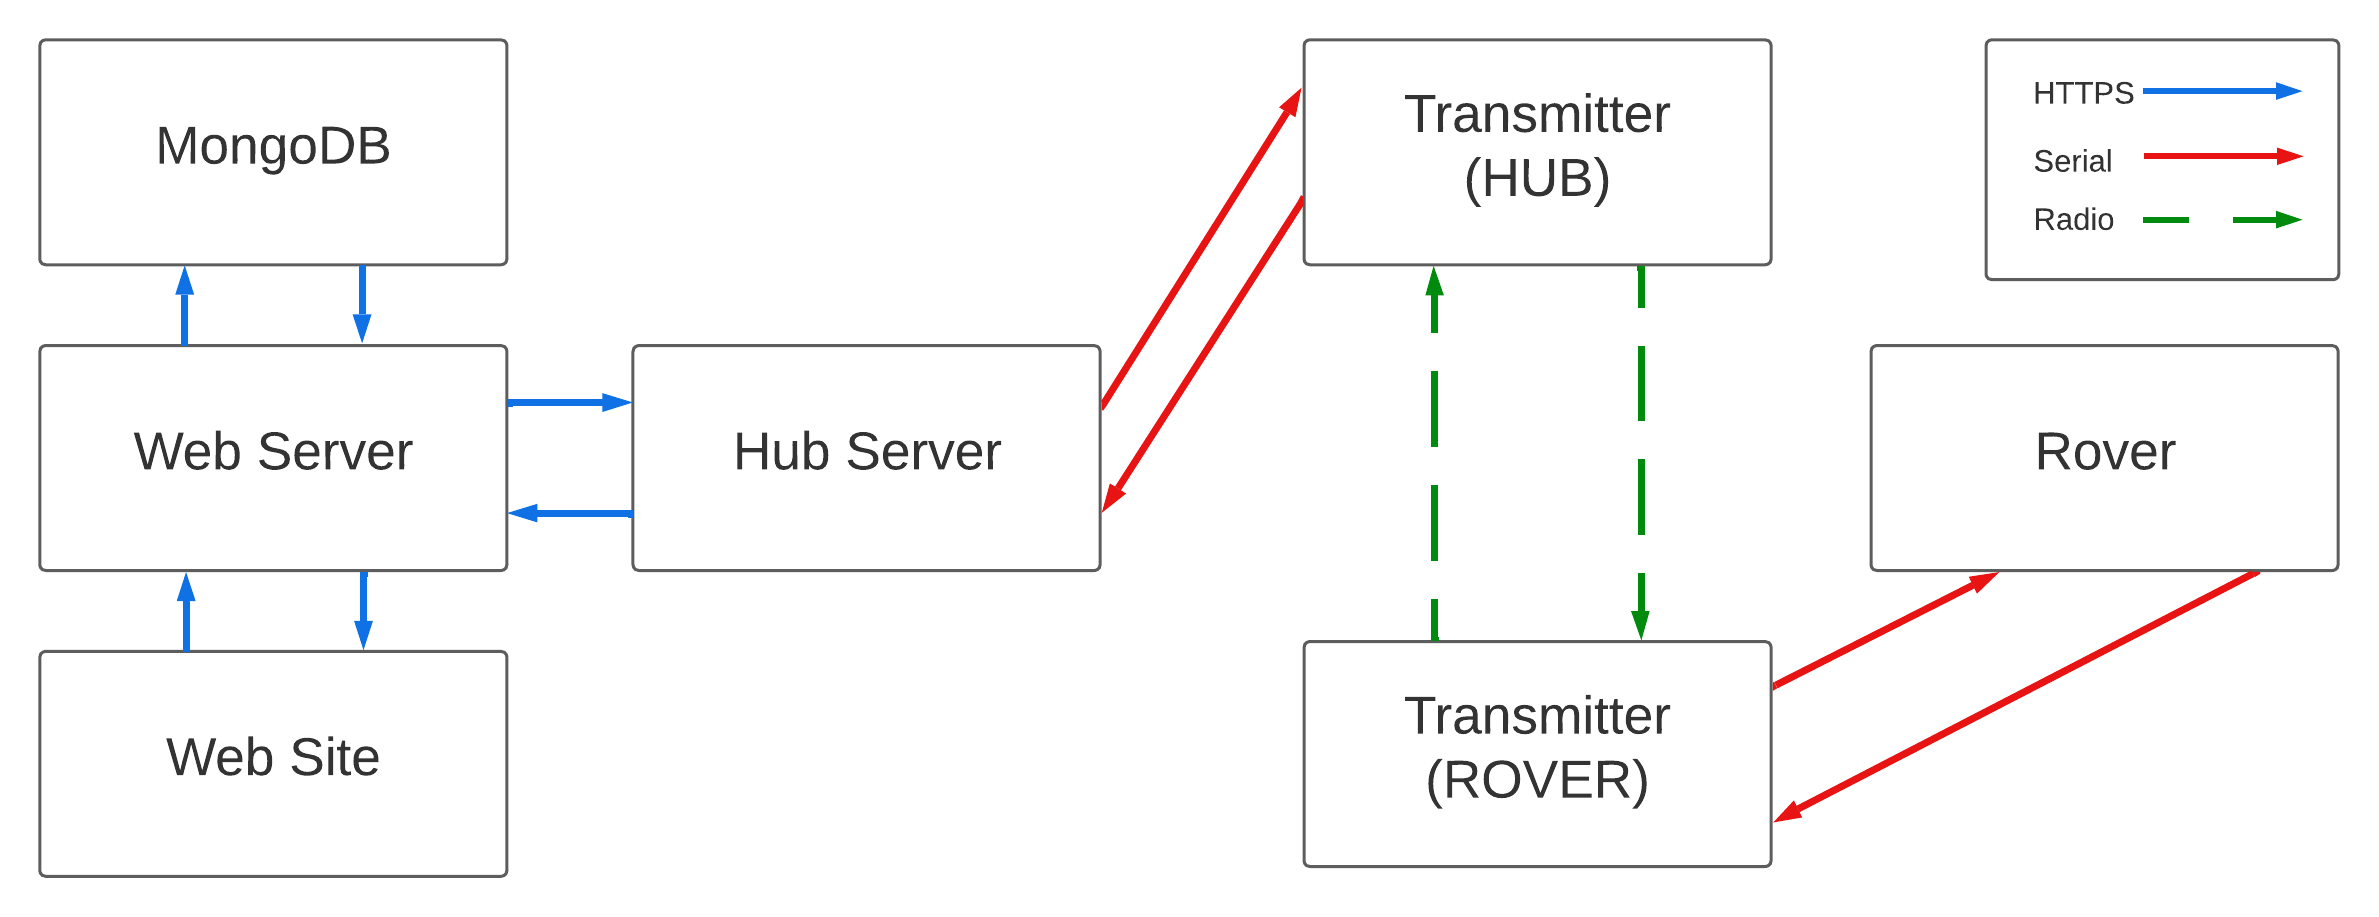 MongoDB
Transmitter
(HUB)
HTTPS
Serial
Radio
Web Server
Hub Server
Rover
Web Site
Transmitter
(ROVER)